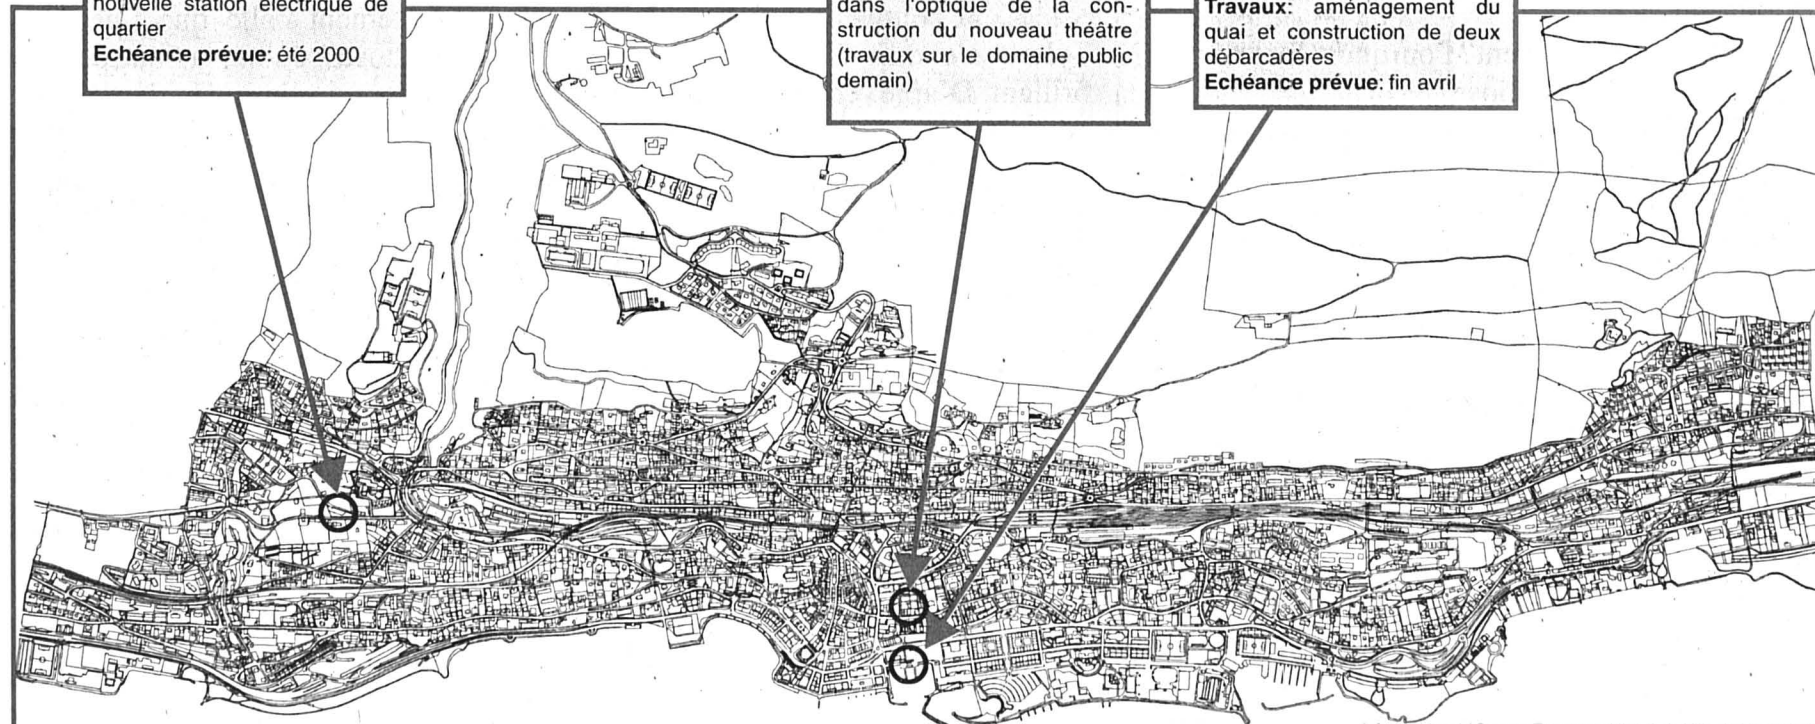 nouvelle station électrique de
quartier
Echéance prévue: été 2000
dans l'optique de la con-
struction du nouveau théâtre
(travaux sur le domaine public
demain)
Travaux: aménagement du
quai et construction de deux
débarcadères
Echéance prévue: fin avril